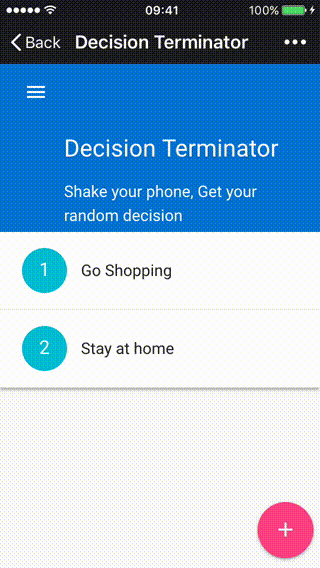 09:41
100%
Back
Decision Terminator
Decision Terminator
Shake your phone, Get your
random decision
1
Go Shopping
2
Stay at home
+